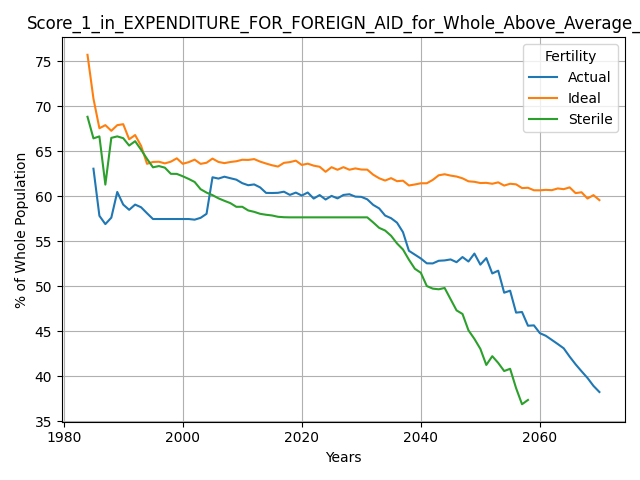 Score_1_in_EXPENDITURE_FOR_FOREIGN_AID_for_Whole_Above_Average_
Fertility
Actual
Ideal
Sterile
% of Whole Population
75
70
65
60
55
50
45
40
35
1980
2000
2020
2040
2060
Years